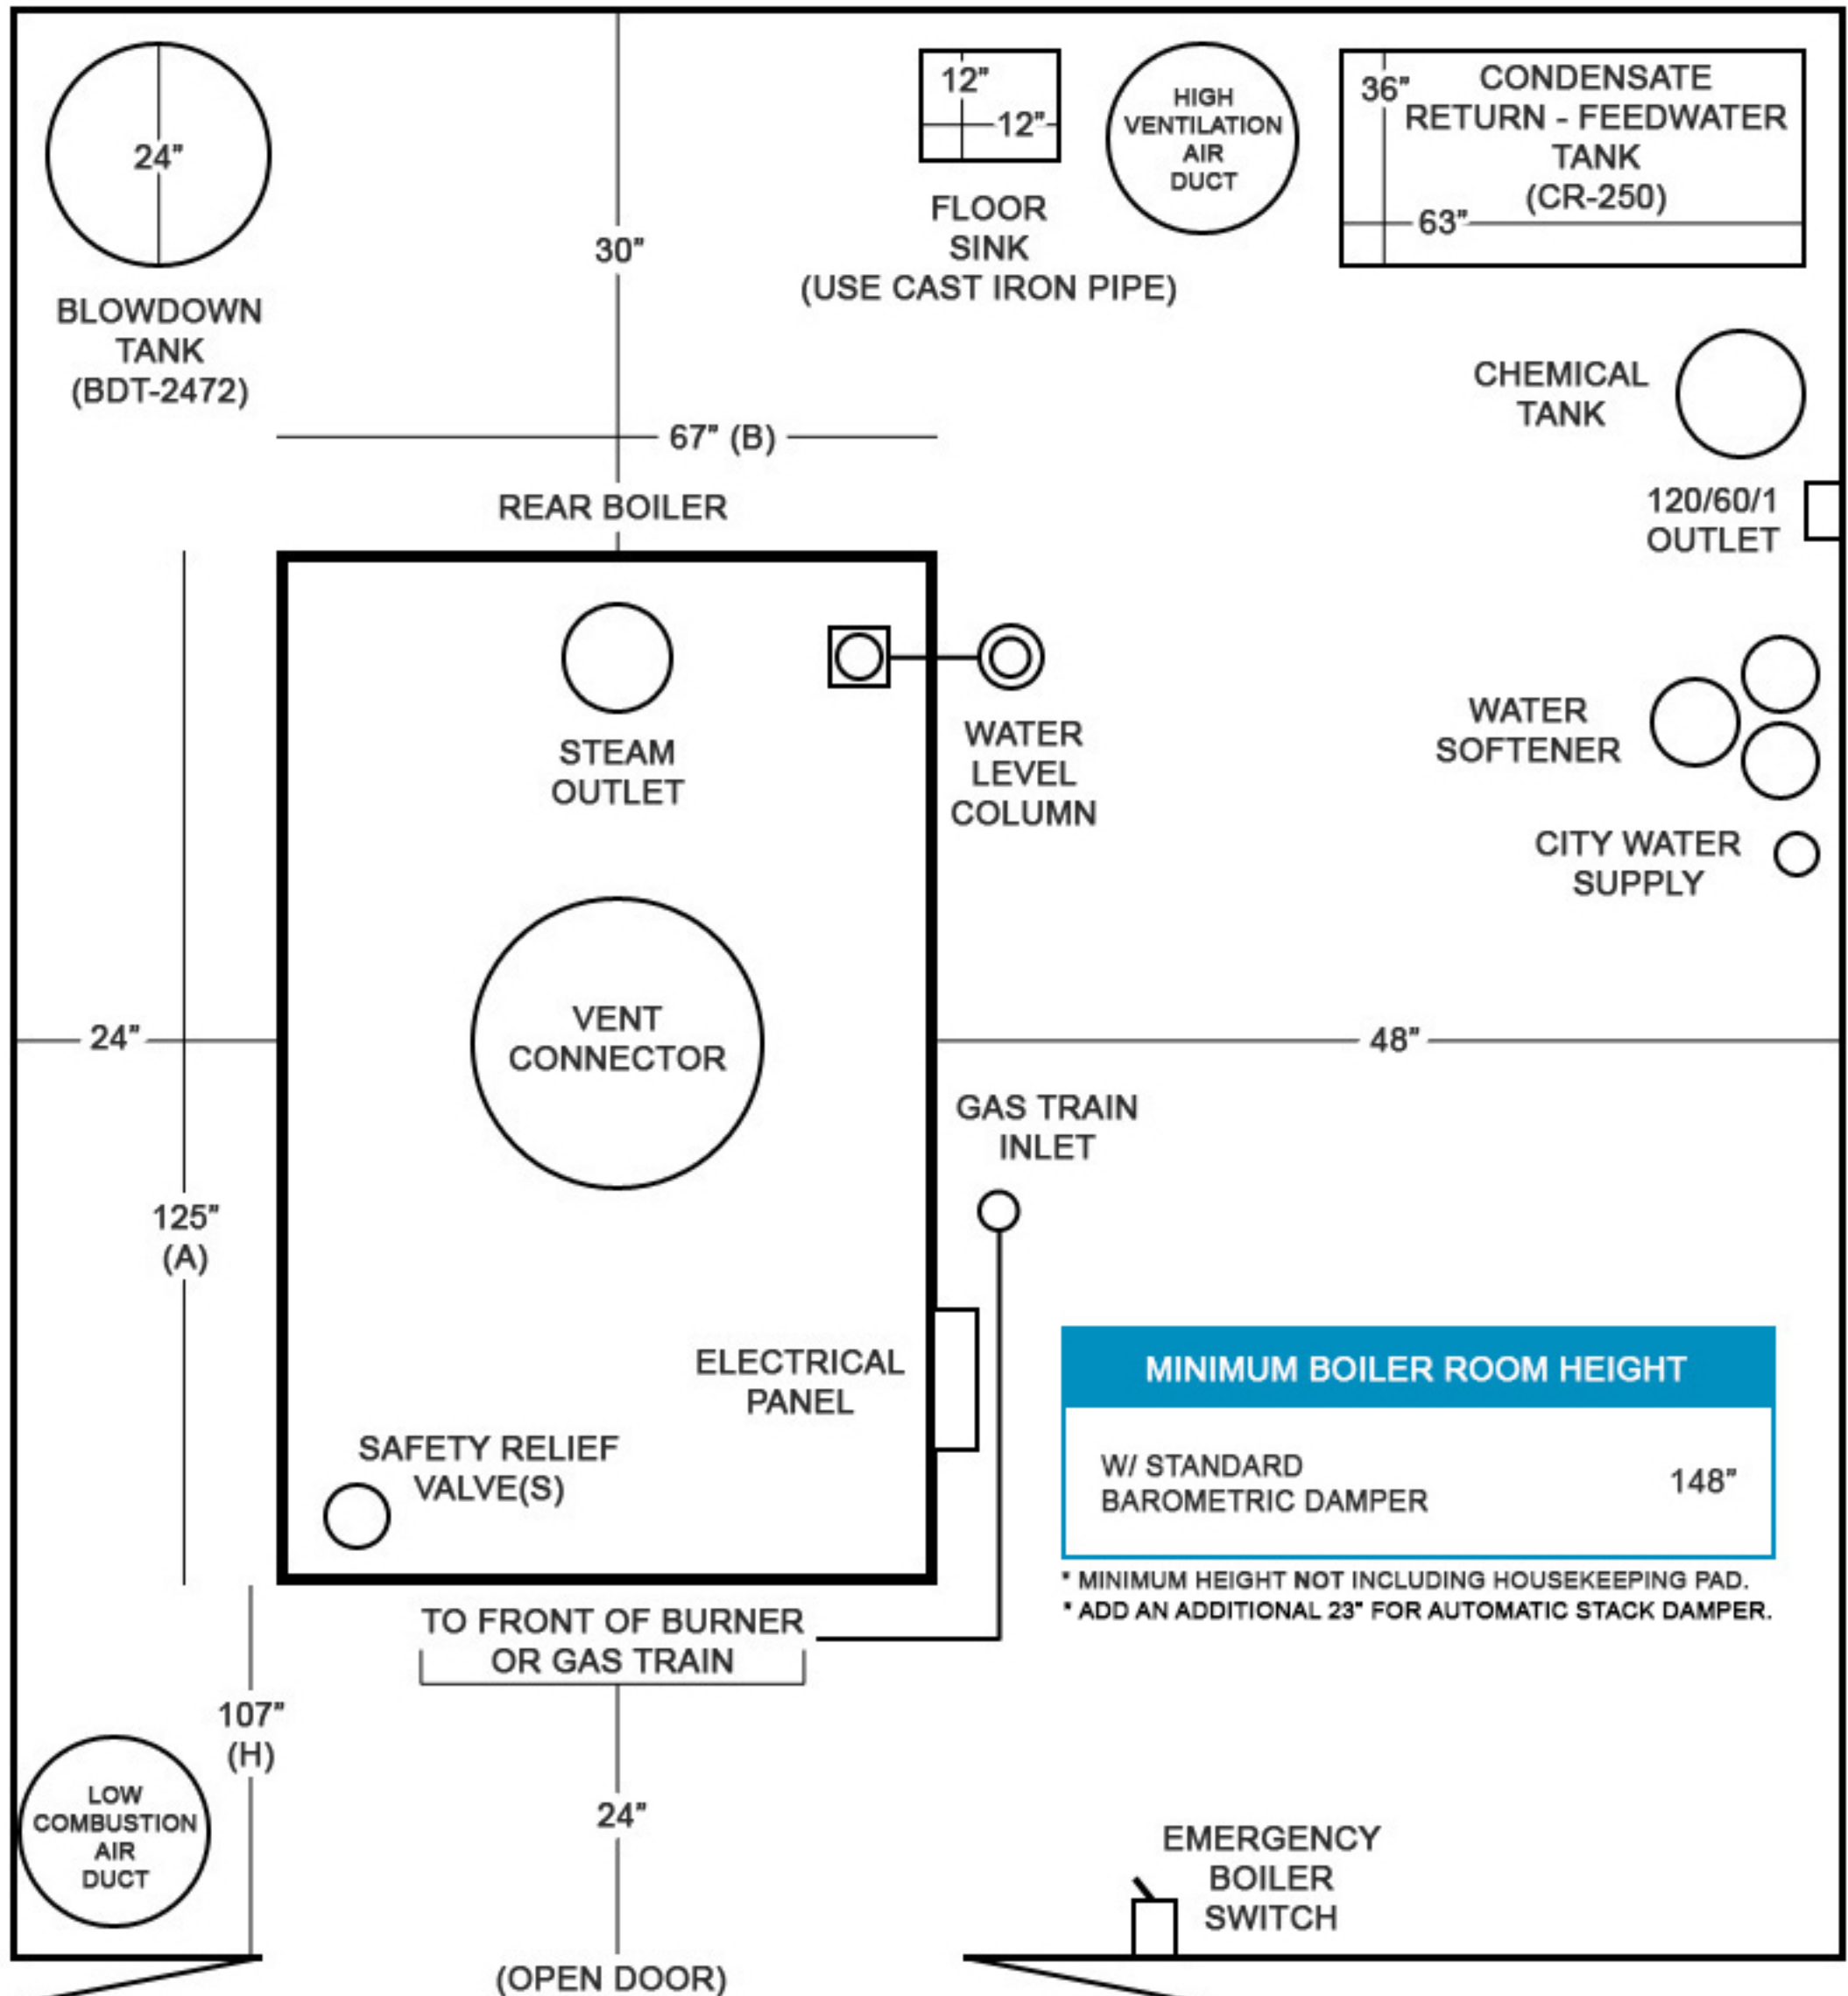 24”
BLOWDOWN
TANK
(BDT-2472)
30”
12”
12”
FLOOR
SINK
(USE CAST IRON PIPE)
HIGH
VENTILATION
AIR
DUCT
36”
CONDENSATE
RETURN - FEEDWATER
TANK
(CR-250)
63”
CHEMICAL
TANK
67” (B)
REAR BOILER
120/60/1
OUTLET
STEAM
OUTLET
WATER
LEVEL
COLUMN
WATER
SOFTENER
CITY WATER
SUPPLY
VENT
CONNECTOR
24”
48”
GAS TRAIN
INLET
125”
(A)
ELECTRICAL
PANEL
SAFETY RELIEF
VALVE(S)
MINIMUM BOILER ROOM HEIGHT
W/ STANDARD
BAROMETRIC DAMPER
148”
* MINIMUM HEIGHT NOT INCLUDING HOUSEKEEPING PAD.
* ADD AN ADDITIONAL 23" FOR AUTOMATIC STACK DAMPER.
TO FRONT OF BURNER
OR GAS TRAIN
107”
(H)
LOW
COMBUSTION
AIR
DUCT
24”
EMERGENCY
BOILER
SWITCH
(OPEN DOOR)